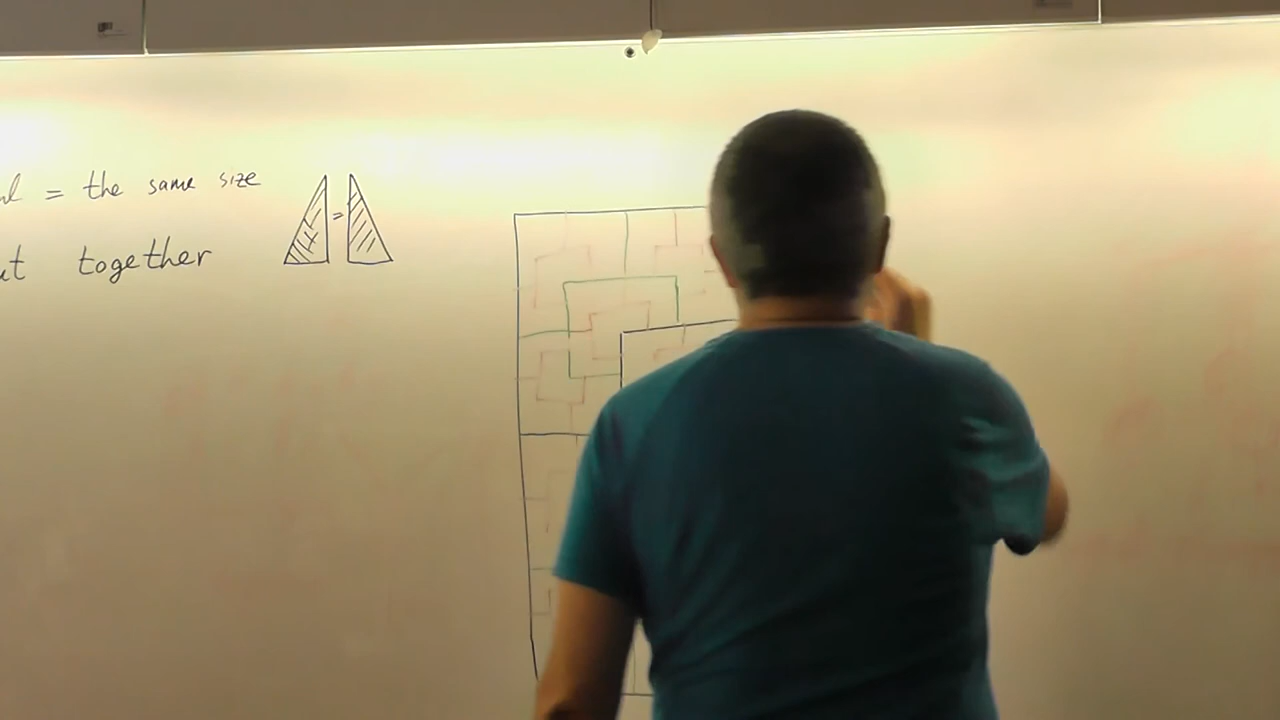 = the same size
=
together